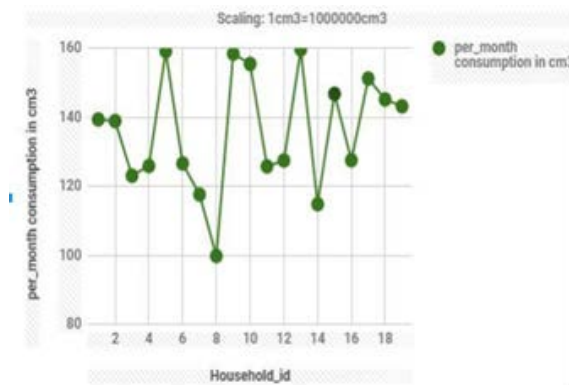 Scaling: 1cm3=1000000cm3
per_month
consumption in cm3
per_month consumption in cm3
160
140
120
100
80
2 4 6 8 10 12 14 16 18
Household_id